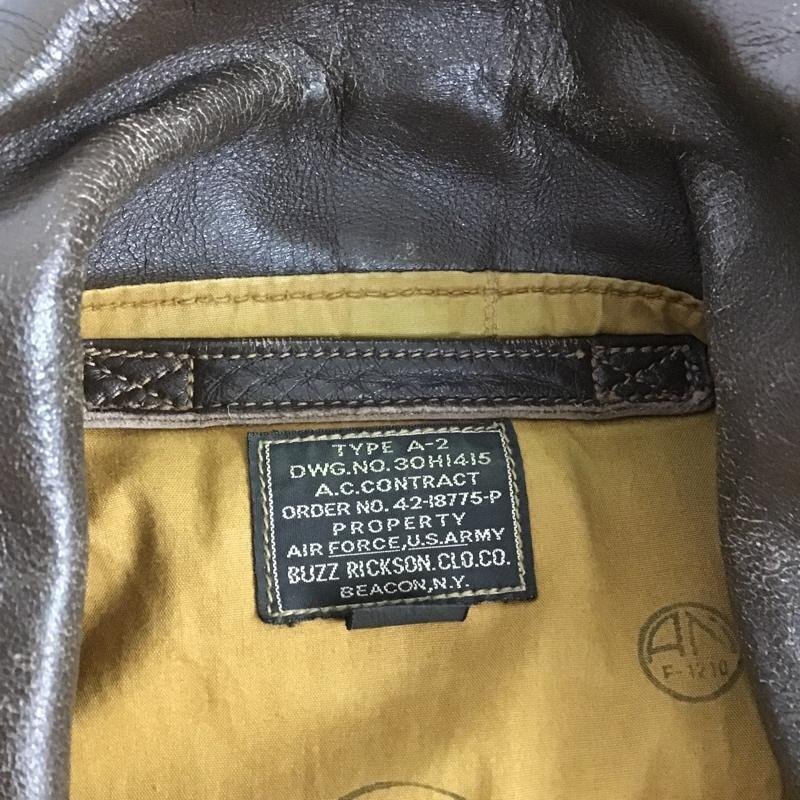 TYPE A-2
DWG.NO. 30H1415
A.C.CONTRACT
ORDER NO. 42-18775-P
PROPERTY
AIR FORCE,U.S.ARMY
BUZZ RICKSON.CLO.CO.
BEACON,N.Y.
AN
F-1210